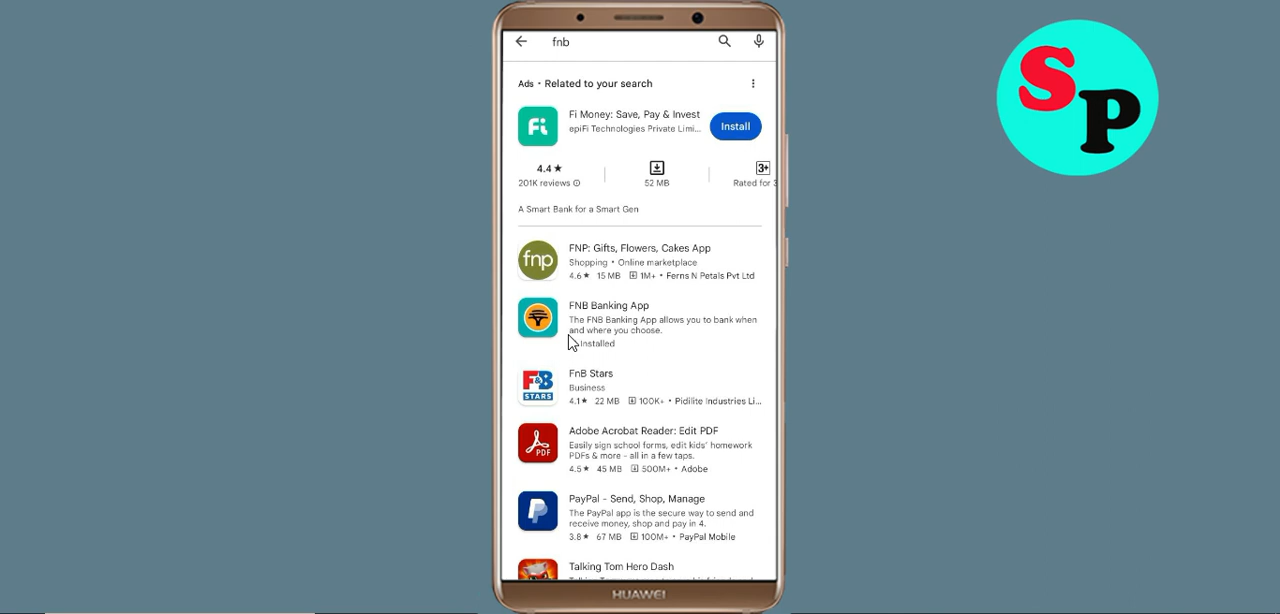 fnb
Ads • Related to your search
Fi Money: Save, Pay & Invest
epiFi Technologies Private Limi...
Install
4.4 ★
3+
201K reviews
52 MB
Rated for 3
A Smart Bank for a Smart Gen
FNP: Gifts, Flowers, Cakes App
Shopping • Online marketplace
4.6 ★ 15 MB 1M+ • Ferns N Petals Pvt Ltd
FNB Banking App
The FNB Banking App allows you to bank when
and where you choose.
Installed
FnB Stars
Business
4.1 ★ 22 MB 100K+ • Pidilite Industries Li...
Adobe Acrobat Reader: Edit PDF
Easily sign school forms, edit kids' homework
PDFs & more - all in a few taps.
4.5 ★ 45 MB 500M+ • Adobe
PayPal - Send, Shop, Manage
The PayPal app is the secure way to send and
receive money, shop and pay in 4.
3.8 ★ 67 MB 100M+ • PayPal Mobile
Talking Tom Hero Dash
HUAWEI
Fi
fnp
F&B
STARS
PDF
P
SP